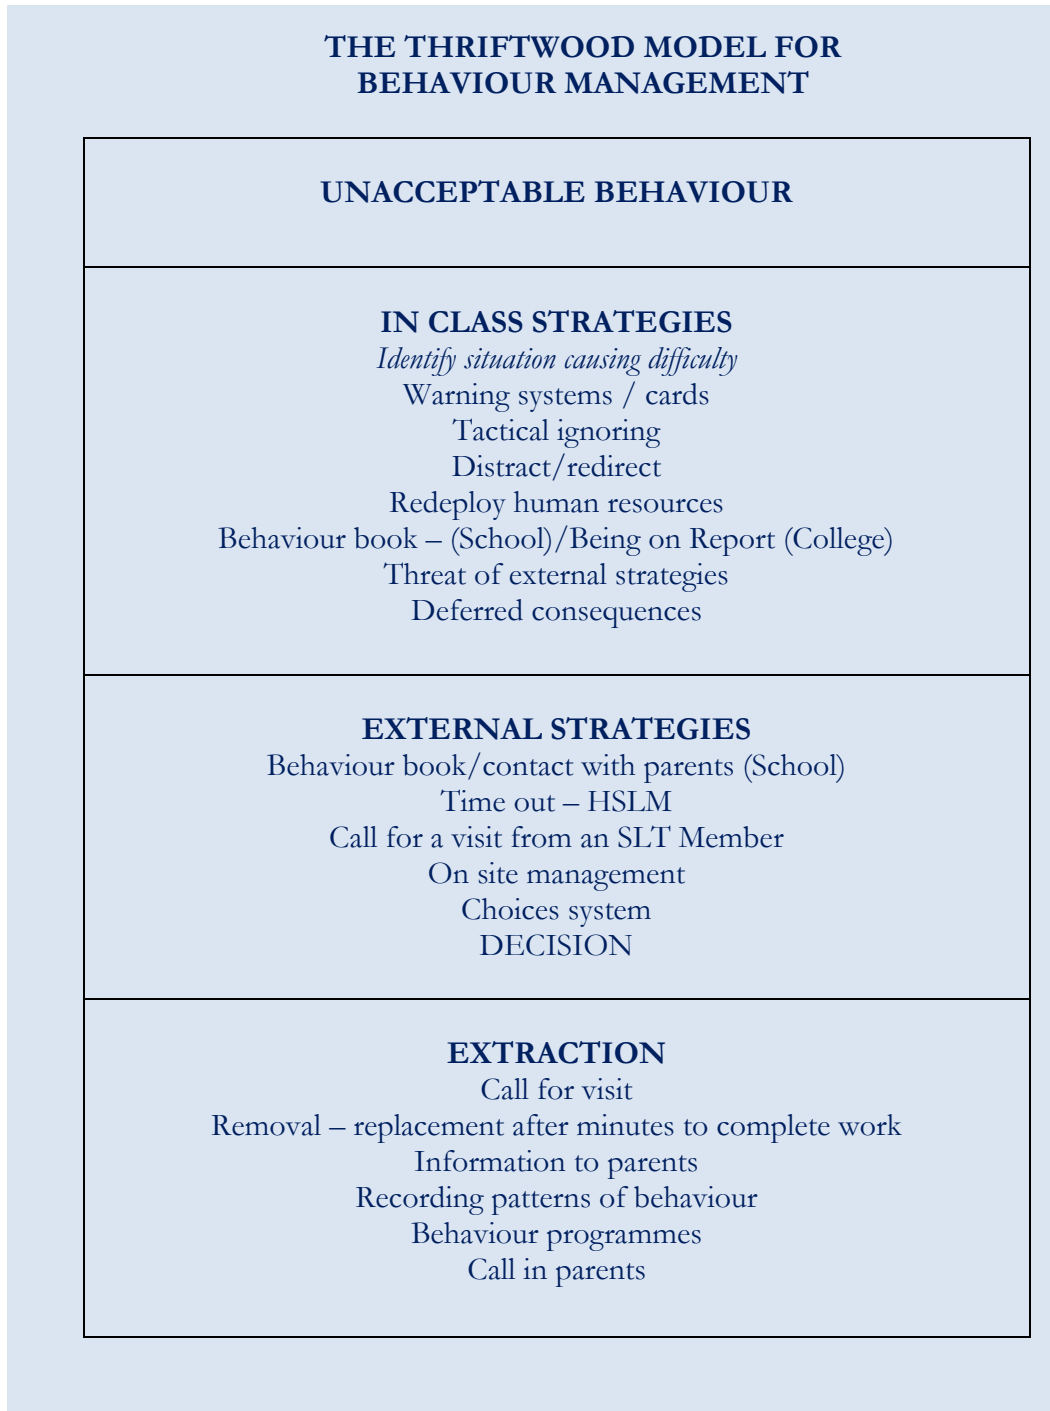 THE THRIFTWOOD MODEL FOR
BEHAVIOUR MANAGEMENT
UNACCEPTABLE BEHAVIOUR
IN CLASS STRATEGIES
Identify situation causing difficulty
Warning systems / cards
Tactical ignoring
Distract/redirect
Redeploy human resources
Behaviour book – (School)/Being on Report (College)
Threat of external strategies
Deferred consequences
EXTERNAL STRATEGIES
Behaviour book/contact with parents (School)
Time out – HSLM
Call for a visit from an SLT Member
On site management
Choices system
DECISION
EXTRACTION
Call for visit
Removal – replacement after minutes to complete work
Information to parents
Recording patterns of behaviour
Behaviour programmes
Call in parents